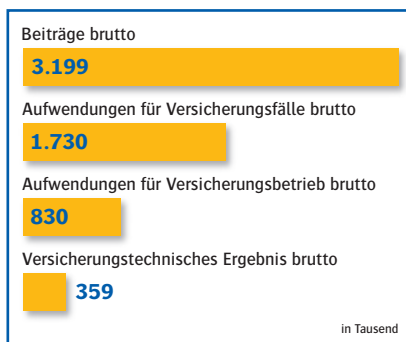 Beiträge brutto
3.199
Aufwendungen für Versicherungsfälle brutto
1.730
Aufwendungen für Versicherungsbetrieb brutto
830
Versicherungstechnisches Ergebnis brutto
359
in Tausend